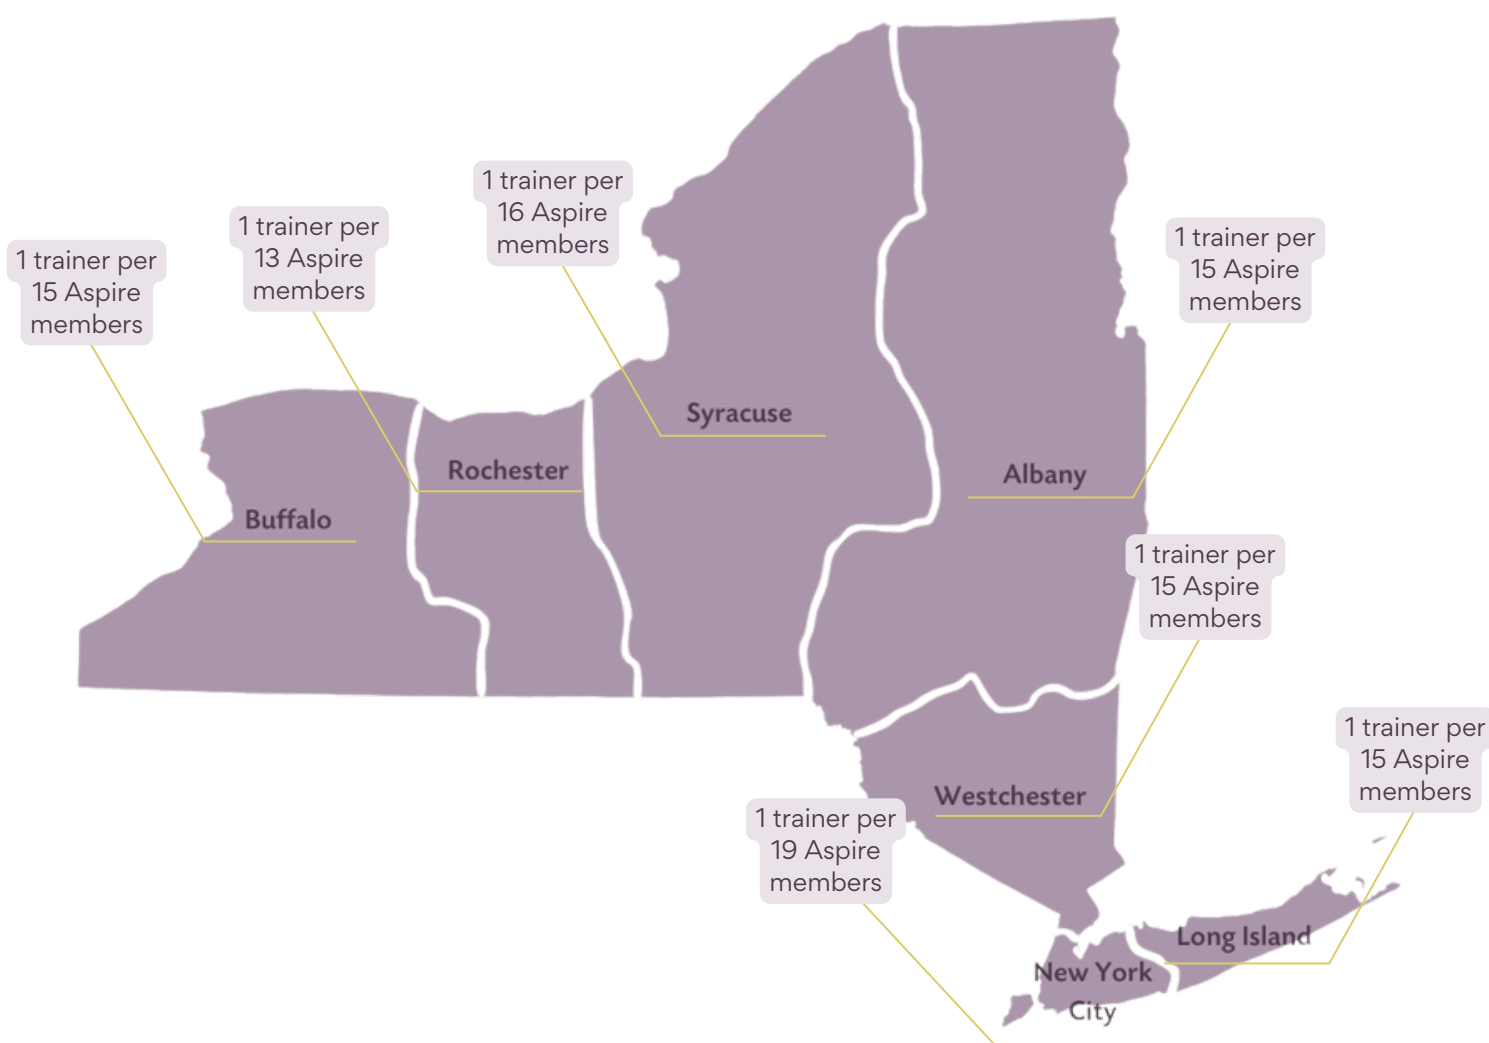 1 trainer per
16 Aspire
members
1 trainer per
13 Aspire
members
1 trainer per
15 Aspire
members
1 trainer per
15 Aspire
members
Syracuse
Rochester
Albany
Buffalo
1 trainer per
15 Aspire
members
1 trainer per
15 Aspire
members
Westchester
1 trainer per
19 Aspire
members
Long Island
New York
City